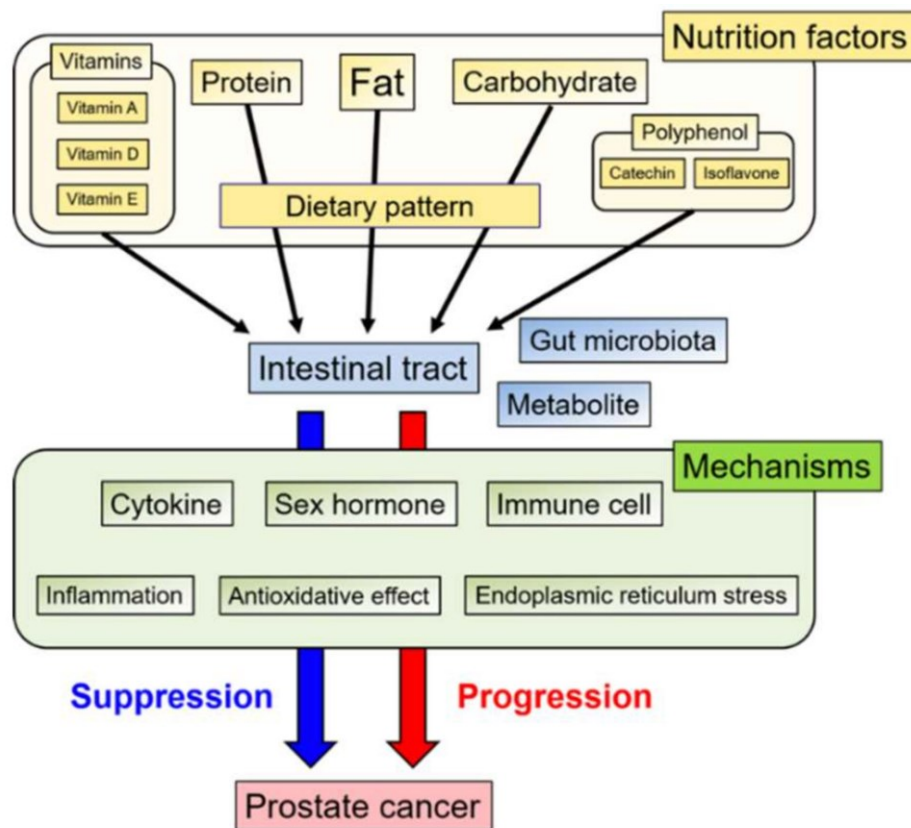 Nutrition factors
Vitamins
Vitamin A
Vitamin D
Vitamin E
Protein
Fat
Carbohydrate
Polyphenol
Catechin
Isoflavone
Dietary pattern
Intestinal tract
Gut microbiota
Metabolite
Mechanisms
Cytokine
Sex hormone
Immune cell
Inflammation
Antioxidative effect
Endoplasmic reticulum stress
Suppression
Progression
Prostate cancer